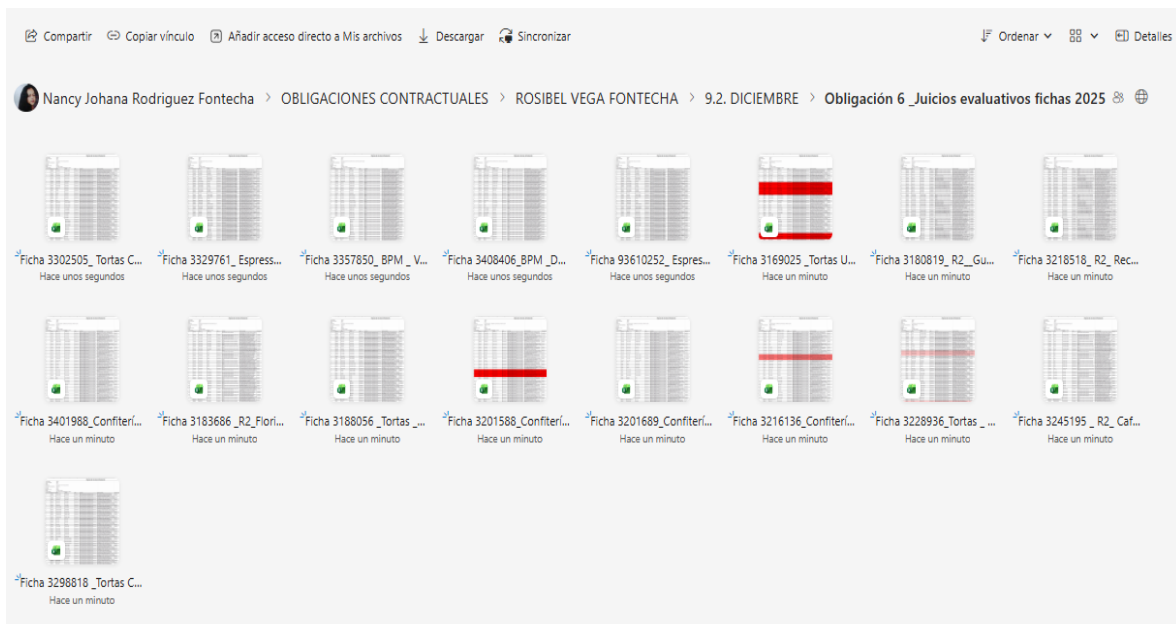 Compartir Copiar vínculo Añadir acceso directo a Mis archivos Descargar Sincronizar Ordenar Detalles
Nancy Johana Rodriguez Fontecha > OBLIGACIONES CONTRACTUALES > ROSIBEL VEGA FONTECHA > 9.2. DICIEMBRE > Obligación 6 _Juicios evaluativos fichas 2025
Ficha 3302505_ Tortas C... Ficha 3329761_ Espress... Ficha 3357850_ BPM _ V... Ficha 3408406_BPM _D... Ficha 93610252_ Espres... Ficha 3169025 _Tortas U... Ficha 3180819_ R2__Gu... Ficha 3218518_ R2_ Rec...
Hace unos segundos Hace unos segundos Hace unos segundos Hace unos segundos Hace unos segundos Hace un minuto Hace un minuto Hace un minuto
Ficha 3401988_Confiterí... Ficha 3183686 _R2_Flori... Ficha 3188056 _Tortas _... Ficha 3201588_Confiterí... Ficha 3201689_Confiterí... Ficha 3216136_Confiterí... Ficha 3228936_Tortas _ ... Ficha 3245195 _ R2_ Caf...
Hace un minuto Hace un minuto Hace un minuto Hace un minuto Hace un minuto Hace un minuto Hace un minuto Hace un minuto
Ficha 3298818 _Tortas C...
Hace un minuto